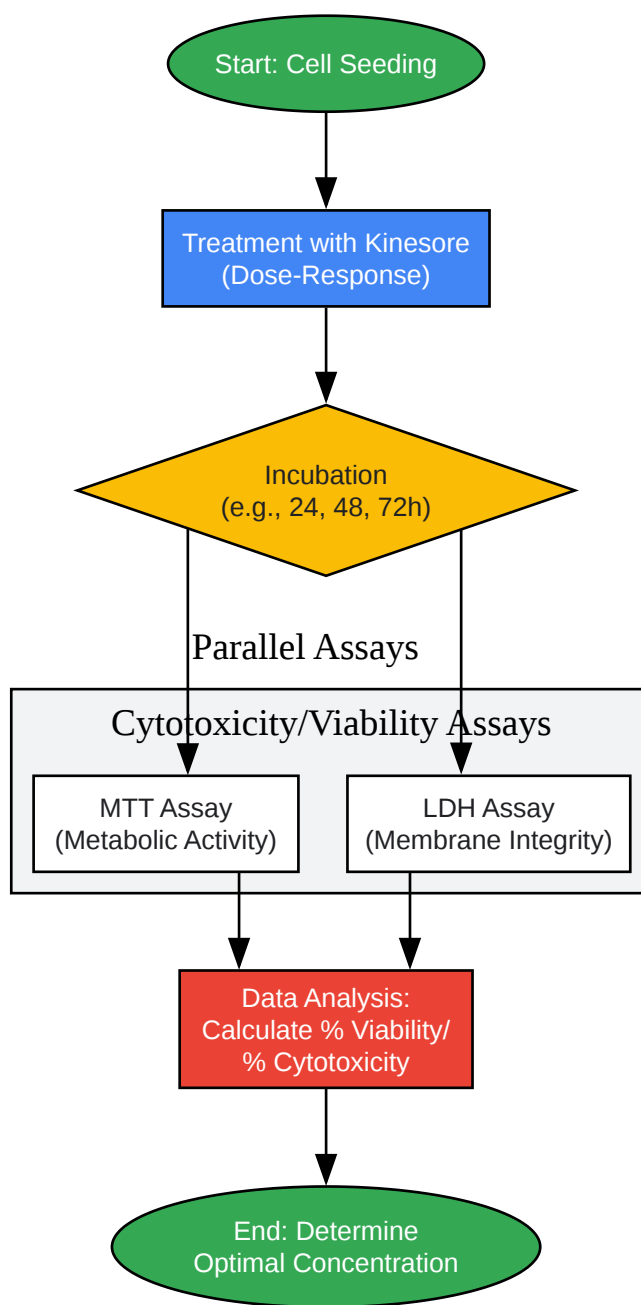 Start: Cell Seeding
Treatment with Kinesore
(Dose-Response)
Incubation
(e.g., 24, 48, 72h)
Parallel Assays
Cytotoxicity/Viability Assays
MTT Assay
(Metabolic Activity)
LDH Assay
(Membrane Integrity)
Data Analysis:
Calculate % Viability/
% Cytotoxicity
End: Determine
Optimal Concentration